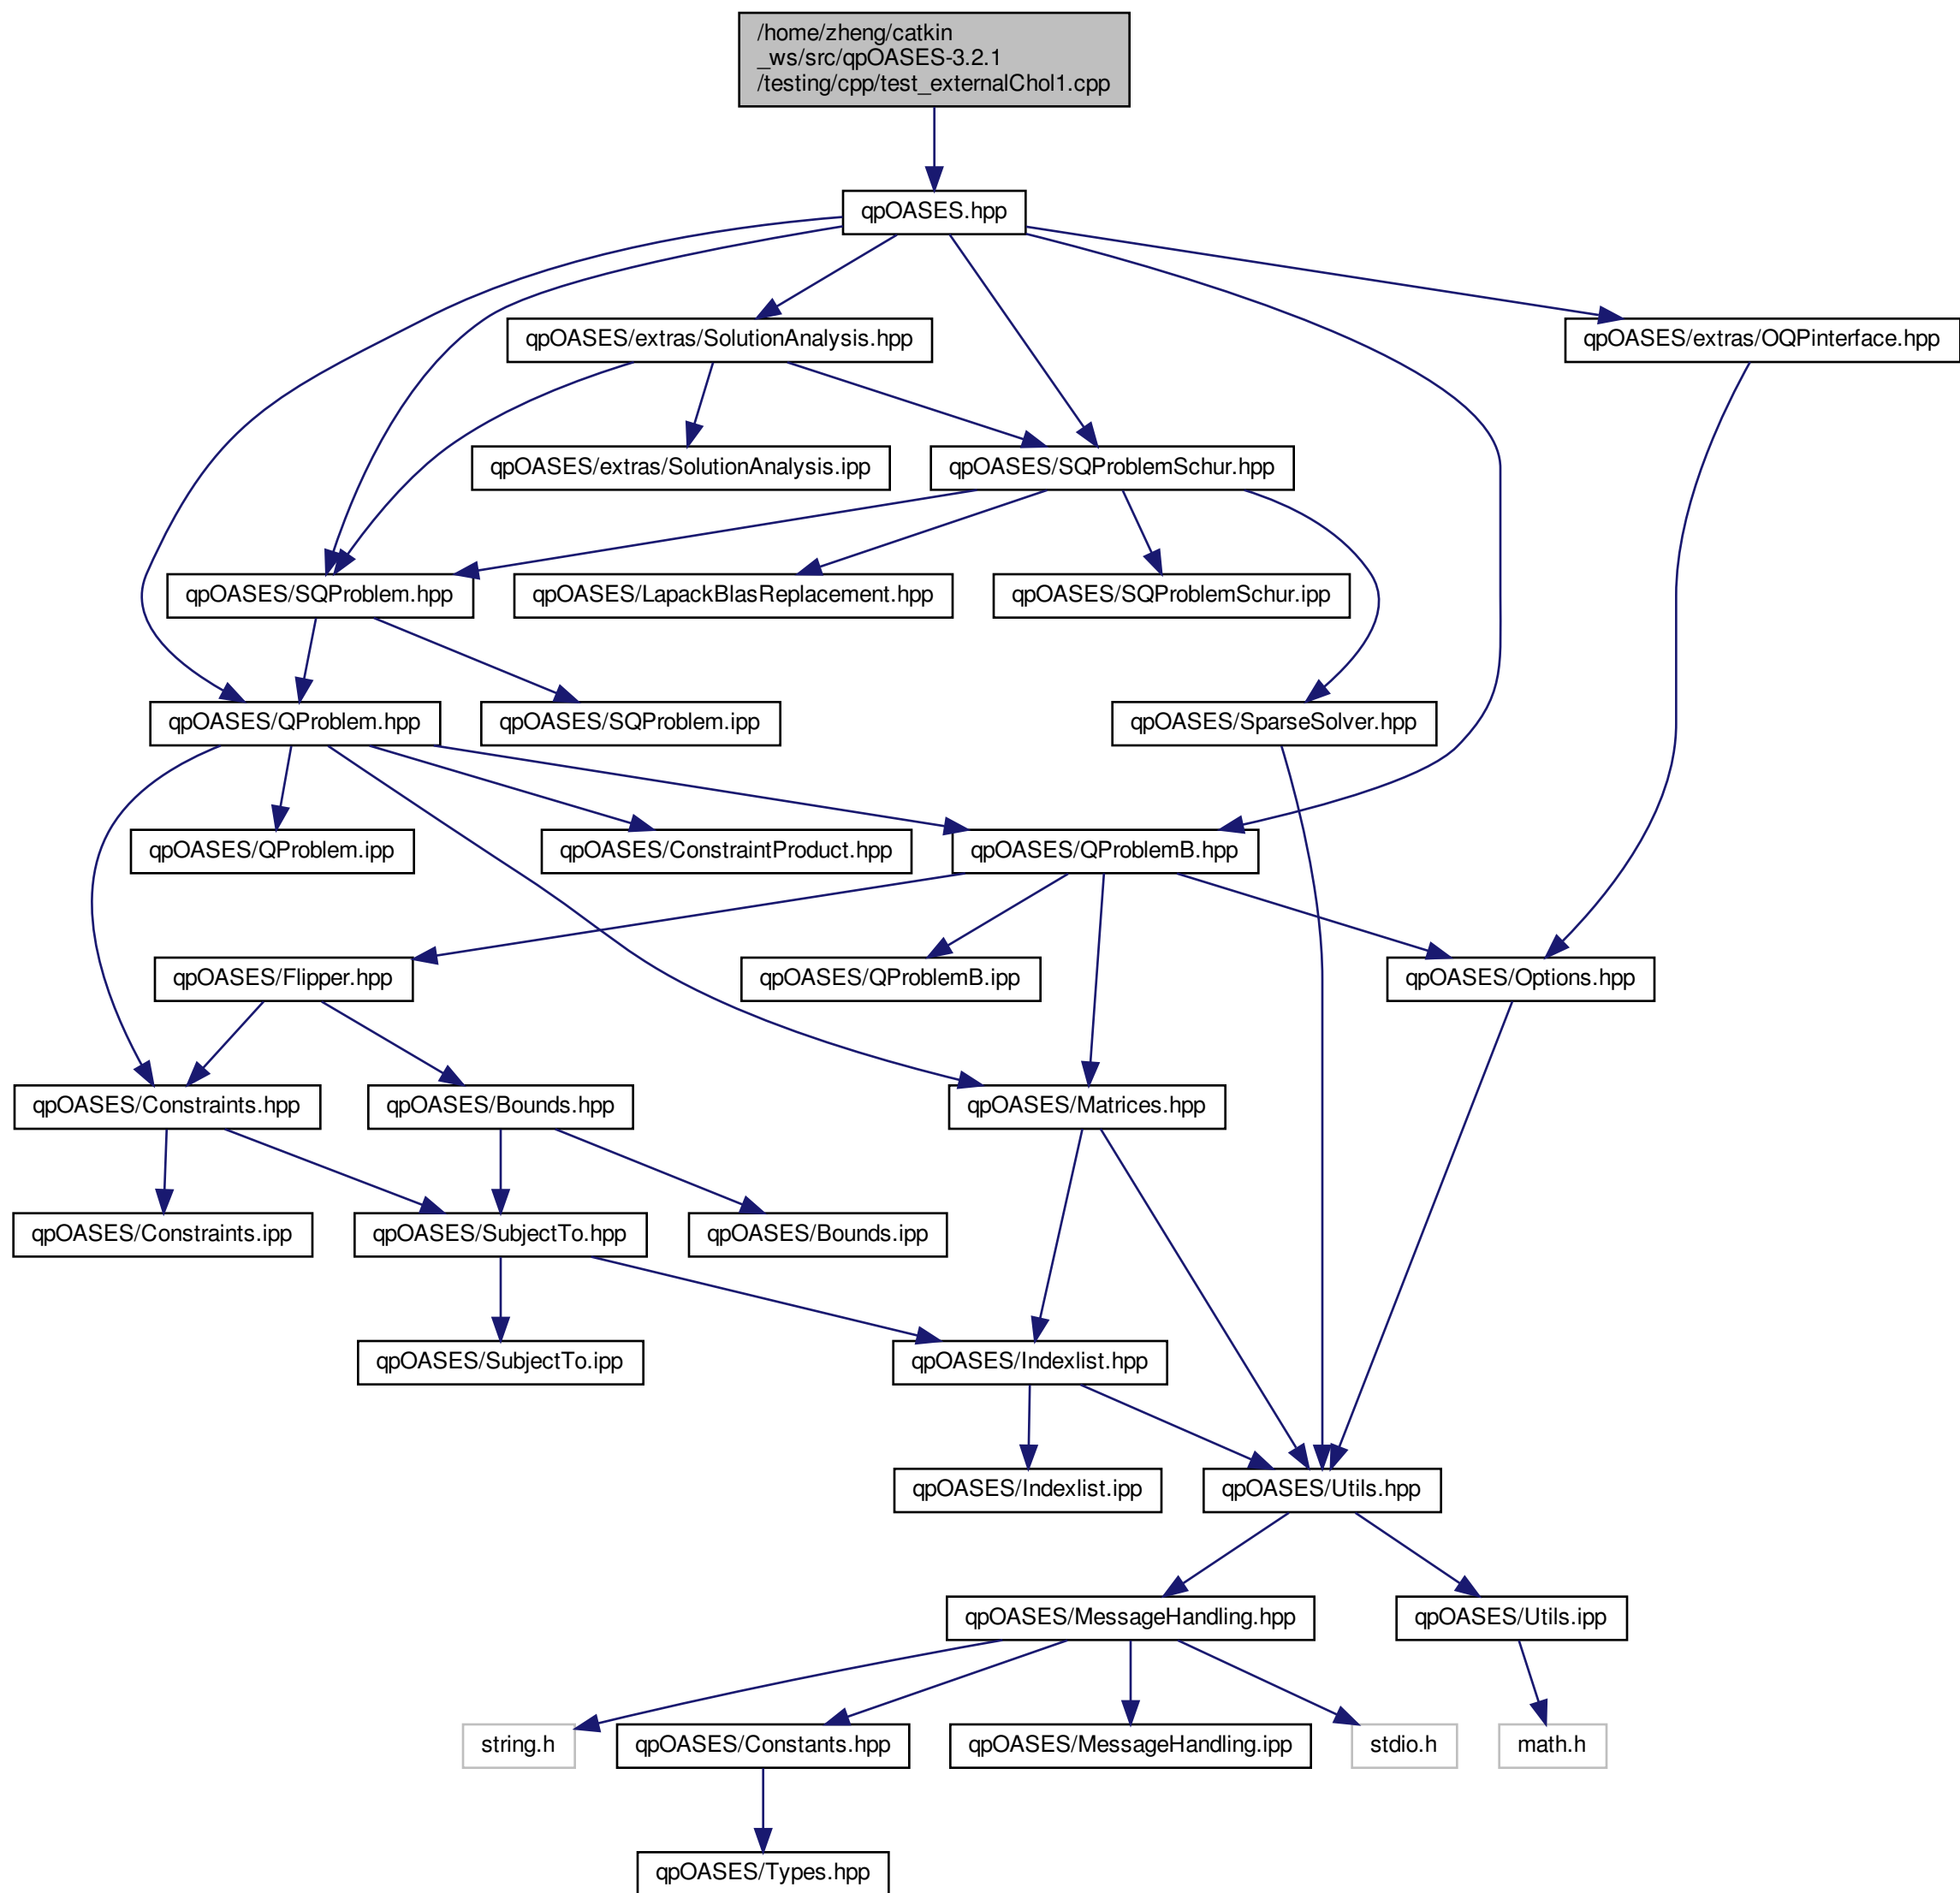 /home/zheng/catkin
_ws/src/qpOASES-3.2.1
/testing/cpp/test_externalChol1.cpp
qpOASES.hpp
qpOASES/extras/SolutionAnalysis.hpp
qpOASES/extras/OQPinterface.hpp
qpOASES/extras/SolutionAnalysis.ipp
qpOASES/SQProblemSchur.hpp
qpOASES/SQProblem.hpp
qpOASES/LapackBlasReplacement.hpp
qpOASES/SQProblemSchur.ipp
qpOASES/QProblem.hpp
qpOASES/SQProblem.ipp
qpOASES/SparseSolver.hpp
qpOASES/QProblem.ipp
qpOASES/ConstraintProduct.hpp
qpOASES/QProblemB.hpp
qpOASES/Flipper.hpp
qpOASES/QProblemB.ipp
qpOASES/Options.hpp
qpOASES/Constraints.hpp
qpOASES/Bounds.hpp
qpOASES/Matrices.hpp
qpOASES/Constraints.ipp
qpOASES/SubjectTo.hpp
qpOASES/Bounds.ipp
qpOASES/SubjectTo.ipp
qpOASES/Indexlist.hpp
qpOASES/Indexlist.ipp
qpOASES/Utils.hpp
qpOASES/MessageHandling.hpp
qpOASES/Utils.ipp
string.h
qpOASES/Constants.hpp
qpOASES/MessageHandling.ipp
stdio.h
math.h
qpOASES/Types.hpp